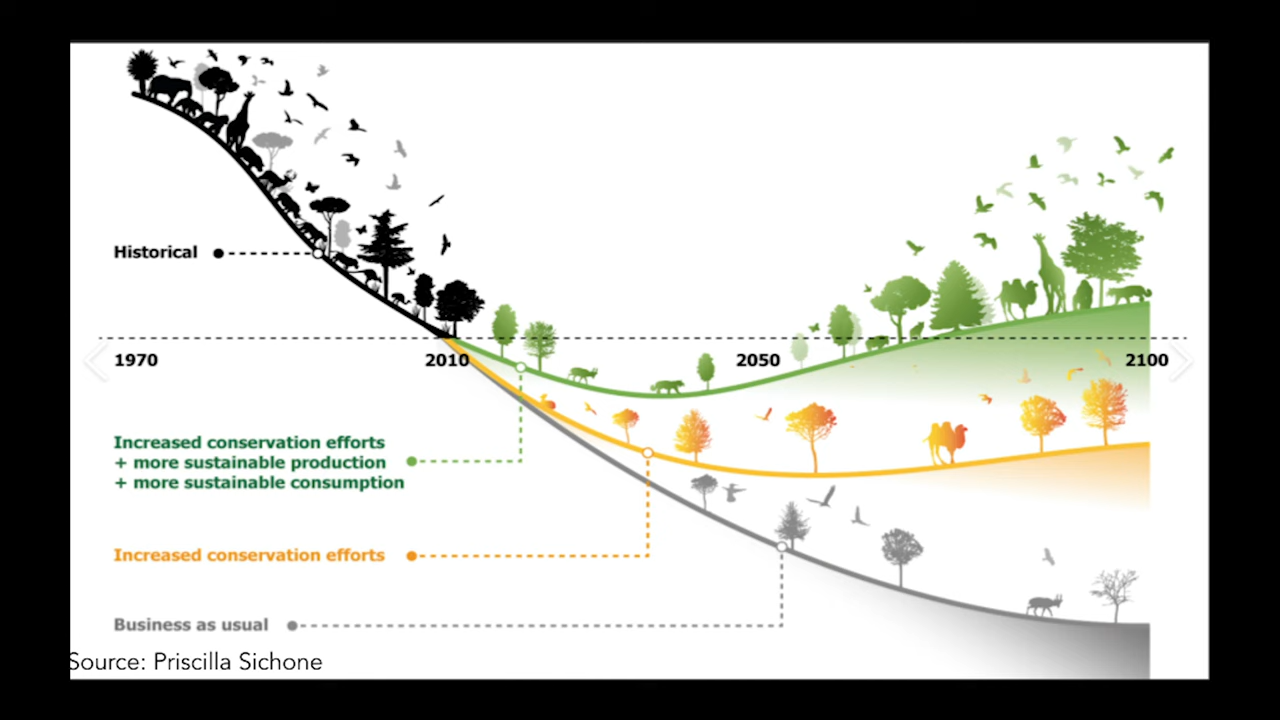 Historical
1970
2010
2050
2100
Increased conservation efforts
+ more sustainable production
+ more sustainable consumption
Increased conservation efforts
Business as usual
Source: Priscilla Sichone